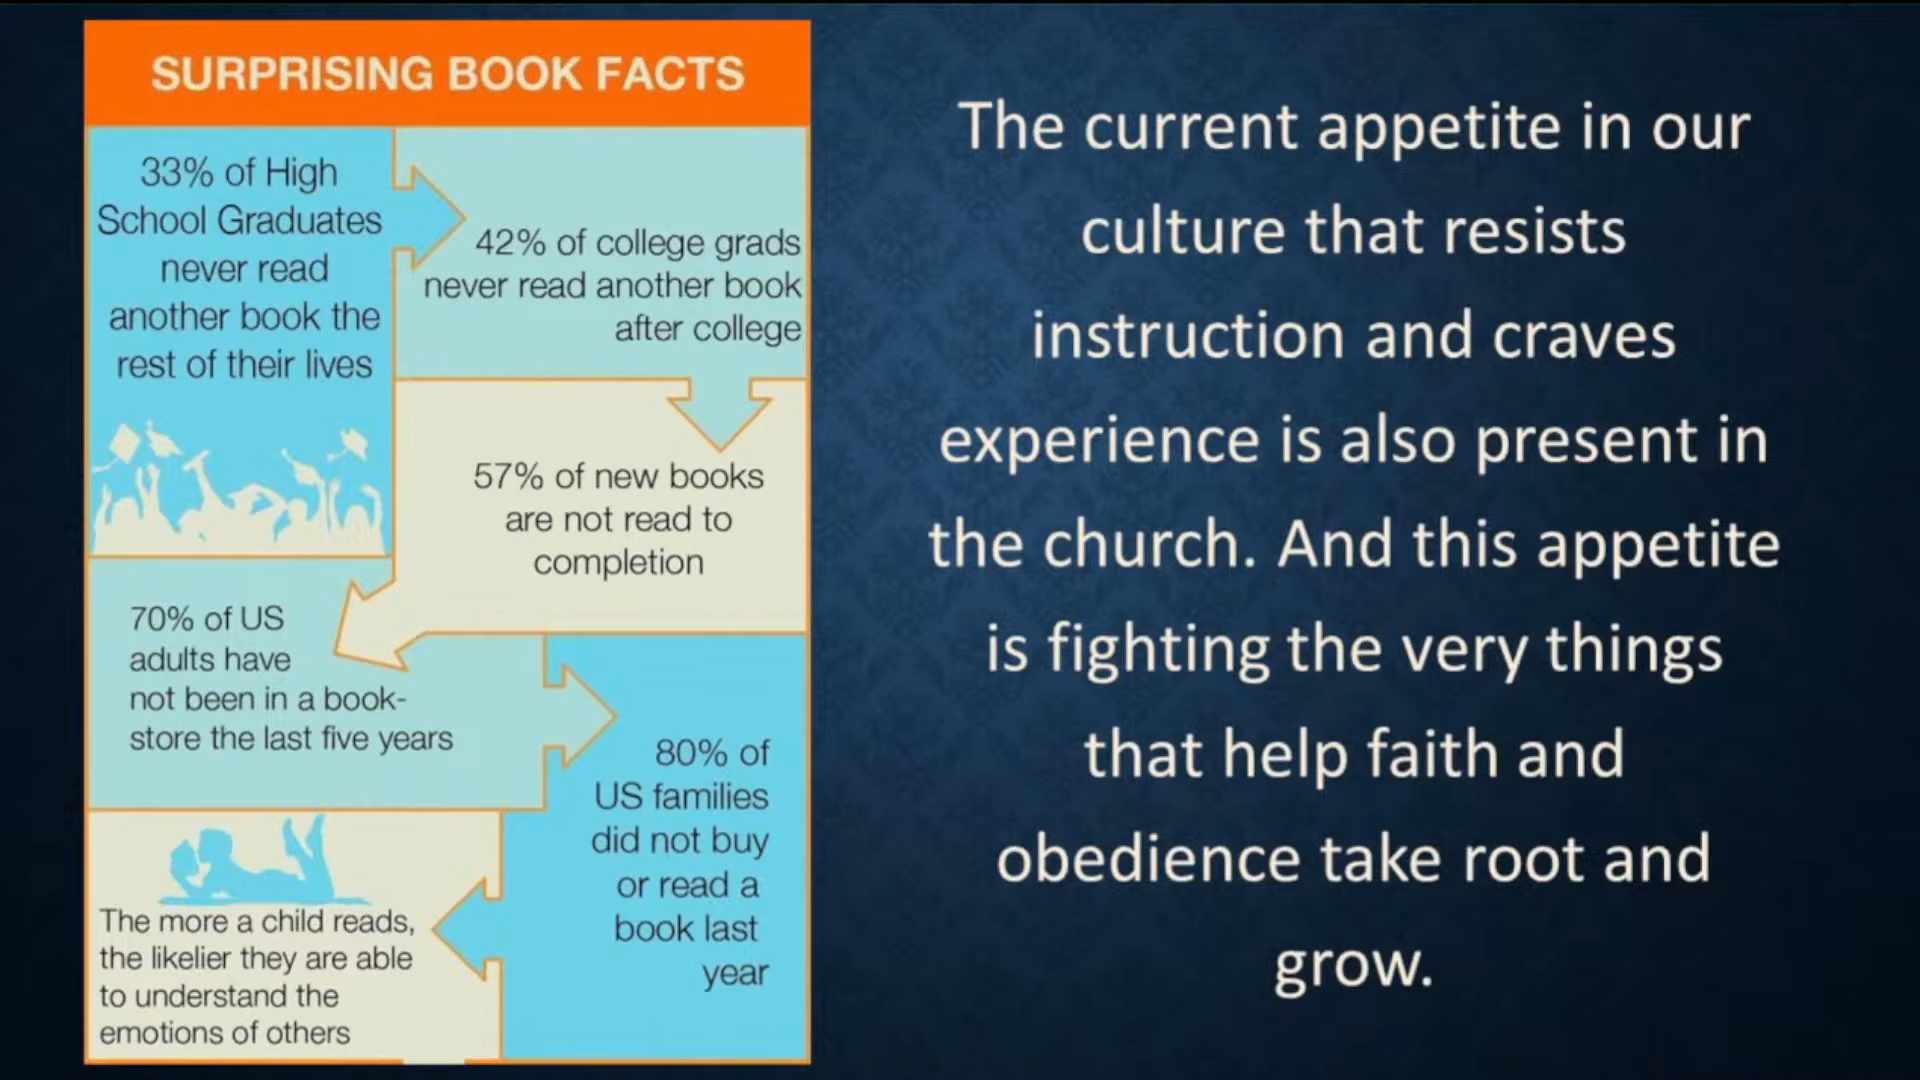 SURPRISING BOOK FACTS
33% of High
School Graduates
never read
another book the
rest of their lives
42% of college grads
never read another book
after college
57% of new books
are not read to
completion
70% of US
adults have
not been in a book-
store the last five years
80% of
US families
did not buy
or read a
book last
year
The more a child reads,
the likelier they are able
to understand the
emotions of others
The current appetite in our
culture that resists
instruction and craves
experience is also present in
the church. And this appetite
is fighting the very things
that help faith and
obedience take root and
grow.